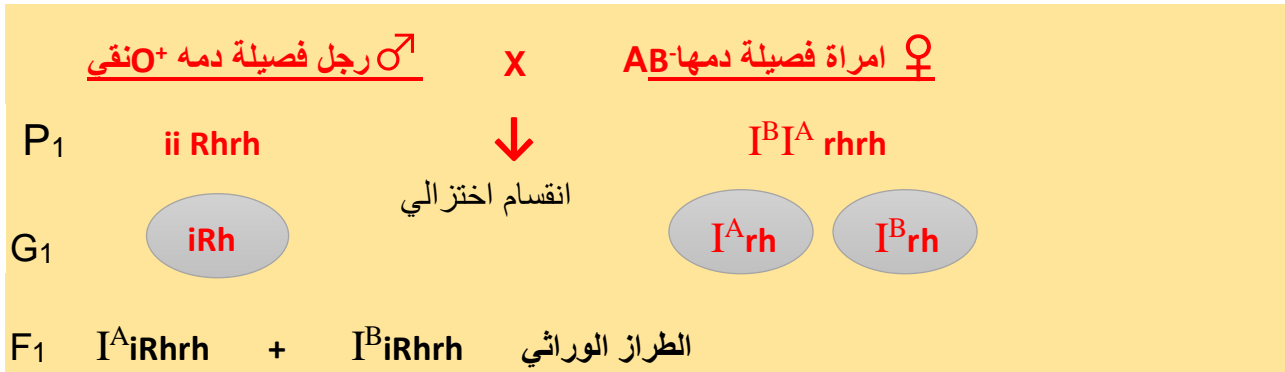 ♀ امراة فصيلة دمها AB- X ♂ رجل فصيلة دمه O+ نقي
P1 ii Rhrh ↓ IBIA rhrh
انقسام اختزالي
G1 iRh IArh IBrh
F1 IAiRhrh + IBiRhrh الطراز الوراثي